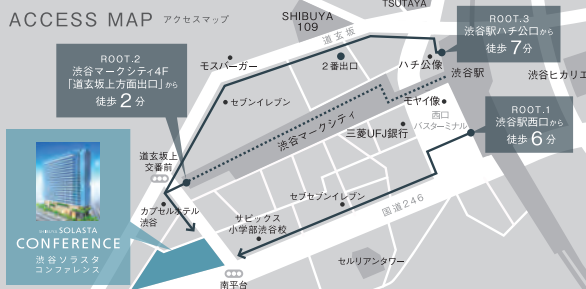 ACCESS MAP アクセスマップ
TSUTAYA
SHIBUYA
109
道玄坂
ROOT.3
渋谷駅ハチ公口から
徒歩 7 分
ROOT.2
渋谷マークシティ4F
「道玄坂上方面出口」から
徒歩 2 分
モスバーガー
2番出口
ハチ公像
渋谷駅
渋谷ヒカリエ
セブンイレブン
モヤイ像
西口
バスターミナル
ROOT.1
渋谷駅西口から
徒歩 6 分
渋谷マークシティ
三菱UFJ銀行
道玄坂上
交番前
カプセルホテル
渋谷
セブセブンイレブン
国道246
サピックス
小学部渋谷校
SHIBUYA SOLASTA
CONFERENCE
渋谷ソラスタ
コンファレンス
セルリアンタワー
南平台